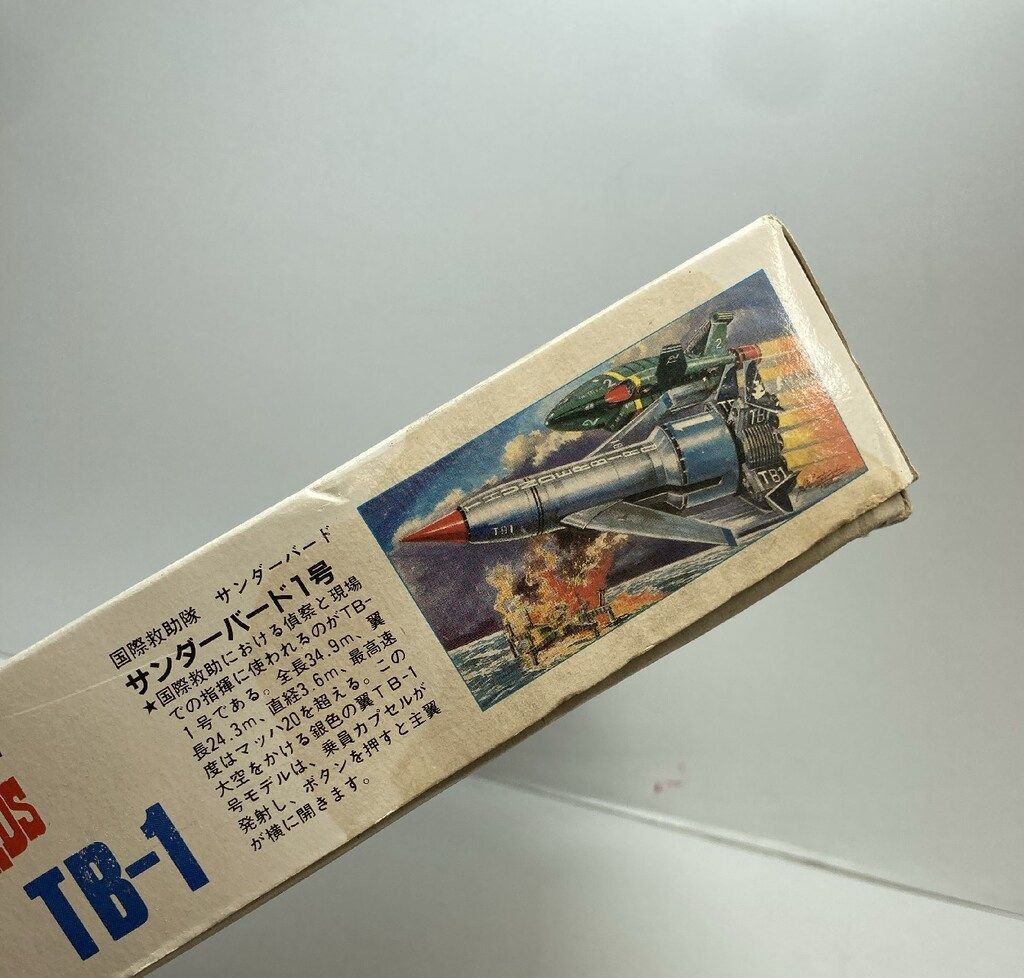 国際救助隊 サンダーバード
サンダーバード1号
★国際救助における偵察と現場
での指揮に使われるのがTB-
1号である。全長34.9m、翼
長24.3m、直径3.6m、最高速
度はマッハ20を超える。この
大空をかける銀色の翼TB-1
号モデルは、乗員カプセルが
発射し、ボタンを押すと主翼
が横に開きます。
TB-1
THUNDERBIRD
TB1
TB1
TB1
2
2